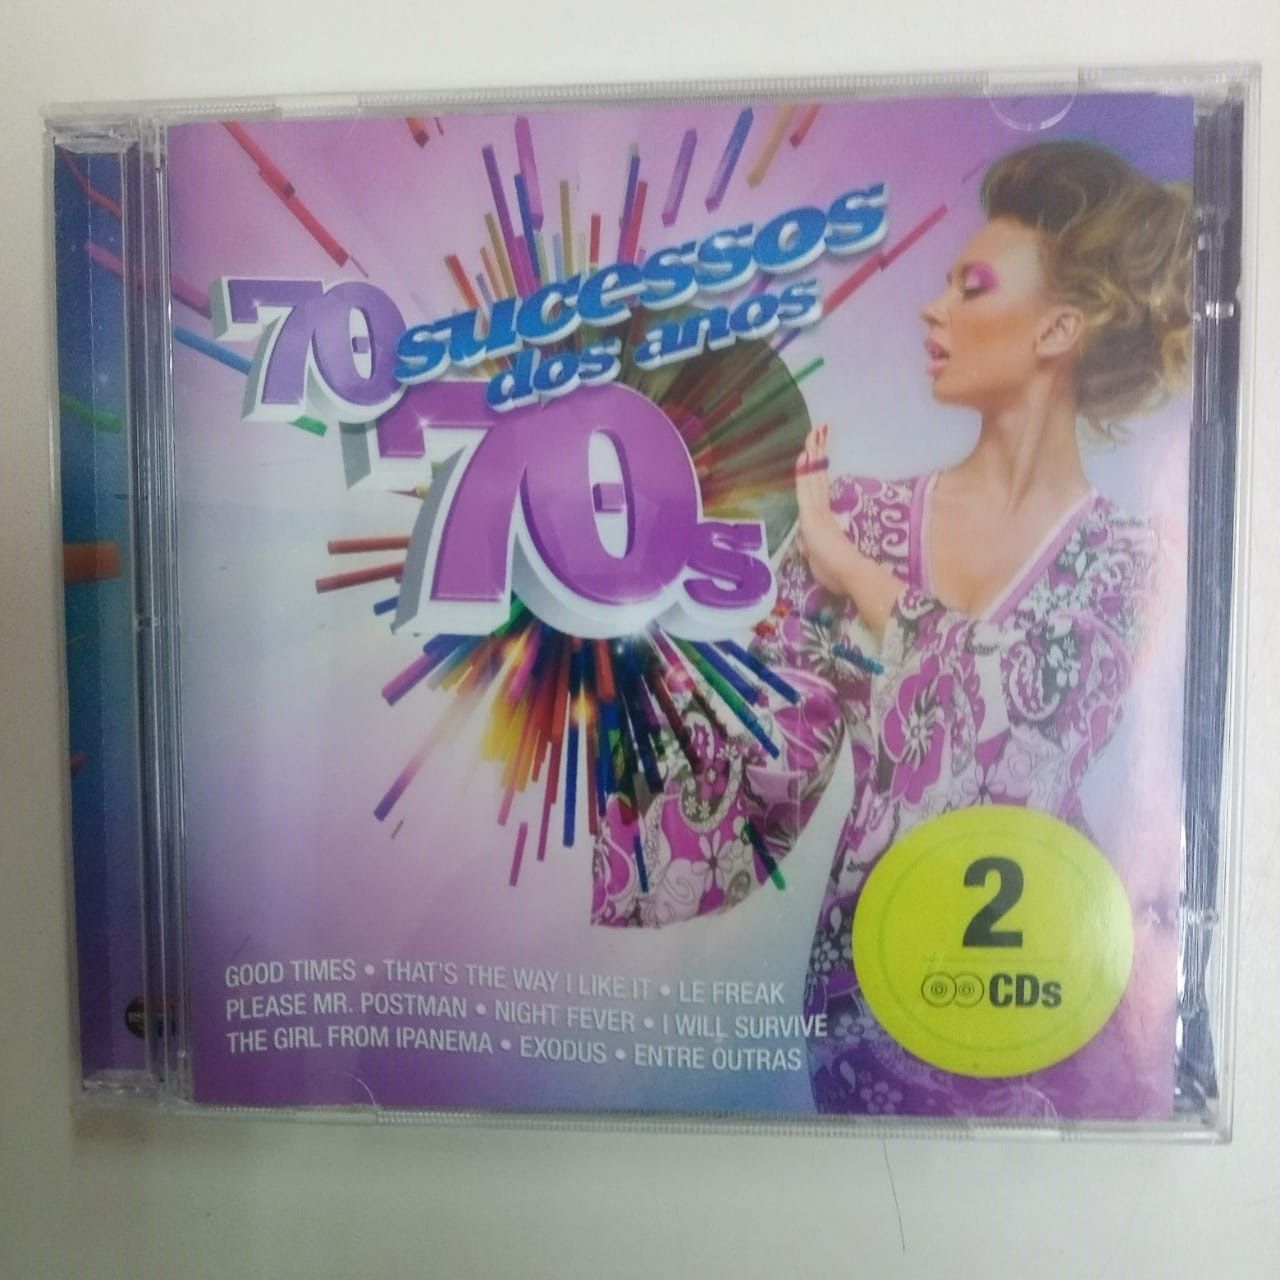 70 sucessos
dos anos
70s
GOOD TIMES • THAT'S THE WAY I LIKE IT • LE FREAK
PLEASE MR. POSTMAN • NIGHT FEVER • I WILL SURVIVE
THE GIRL FROM IPANEMA • EXODUS • ENTRE OUTRAS
2
CDs